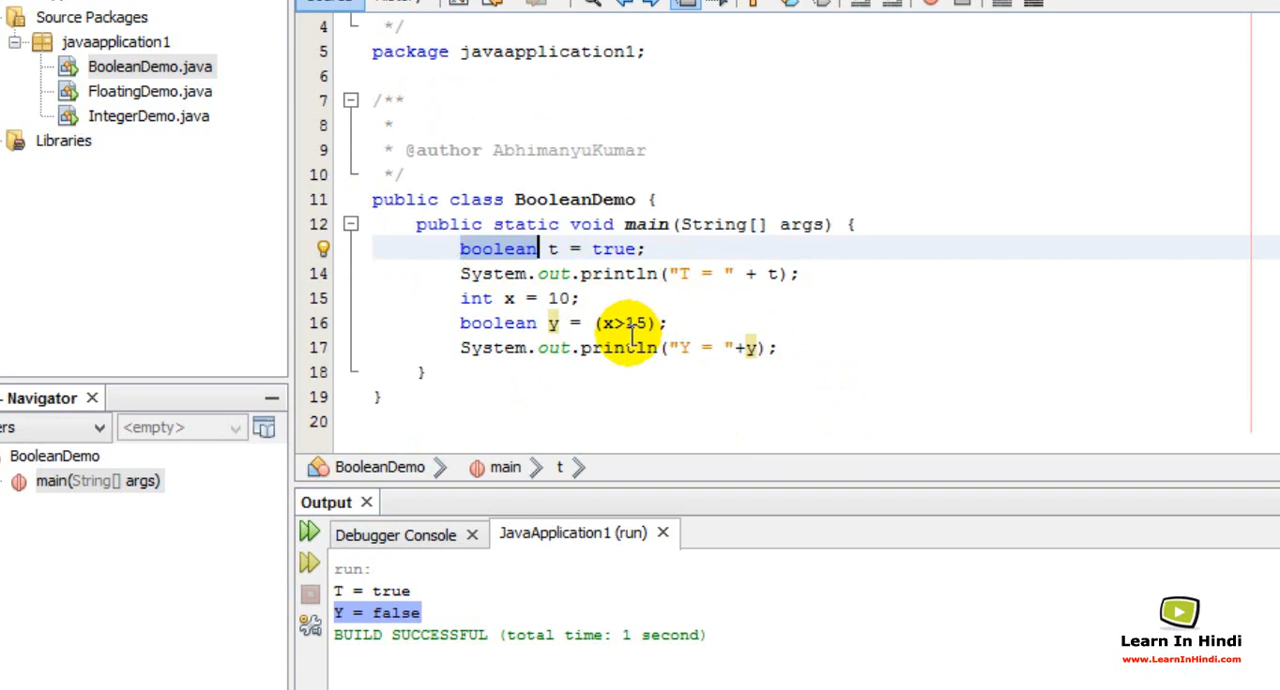 Source Packages
javaapplication1
BooleanDemo.java
FloatingDemo.java
IntegerDemo.java
Libraries
4 */
5 package javaapplication1;
6
7 /**
8 *
9 * @author AbhimanyuKumar
10 */
11 public class BooleanDemo {
12 public static void main(String[] args) {
boolean t = true;
14 System.out.println("T = " + t);
15 int x = 10;
16 boolean y = (x>15);
17 System.out.println("Y = "+y);
18 }
19 }
20
Navigator
ers <empty>
BooleanDemo
main(String[] args)
BooleanDemo main t
Output
Debugger Console JavaApplication1 (run)
run:
T = true
Y = false
BUILD SUCCESSFUL (total time: 1 second)
Learn In Hindi
www.LearnInHindi.com